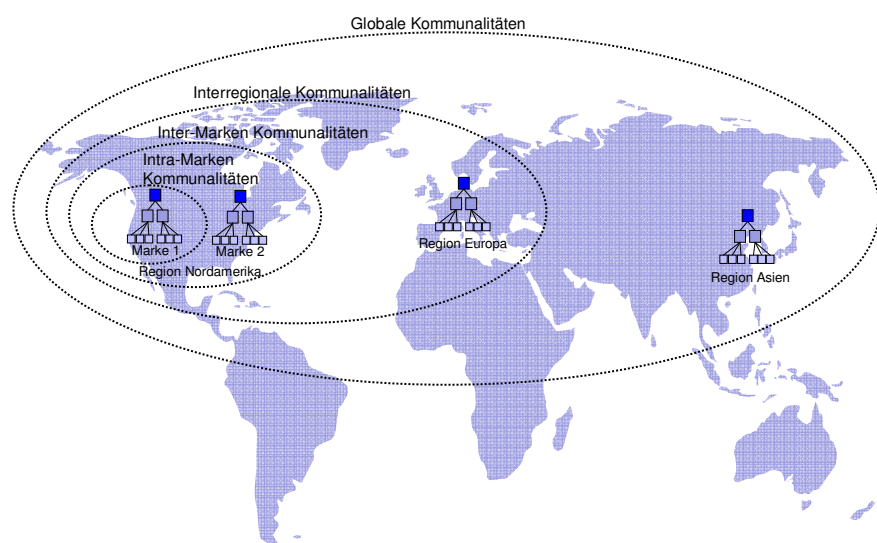 Globale Kommunalitäten
Interregionale Kommunalitäten
Inter-Marken Kommunalitäten
Intra-Marken
Kommunalitäten
Marke 1
Marke 2
Region Nordamerika
Region Europa
Region Asien